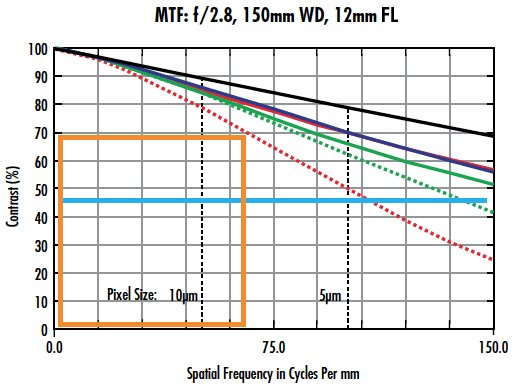 MTF: f/2.8, 150mm WD, 12mm FL
100
90
80
70
60
50
40
30
20
10
0
Contrast (%)
Pixel Size: 10µm
5µm
0.0 75.0 150.0
Spatial Frequency in Cycles Per mm